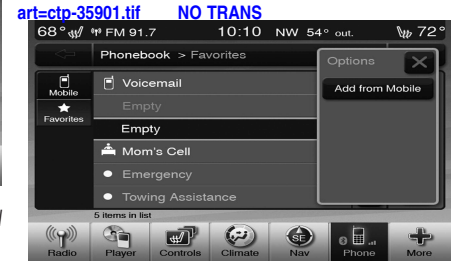 art=ctp-35901.tif NO TRANS
68° FM 91.7 10:10 NW 54° out. 72°
Phonebook > Favorites
Options
Mobile
Voicemail
Add from Mobile
Favorites
Empty
Empty
Mom's Cell
Emergency
Towing Assistance
5 items in list
Radio Player Controls Climate SE Nav Phone More